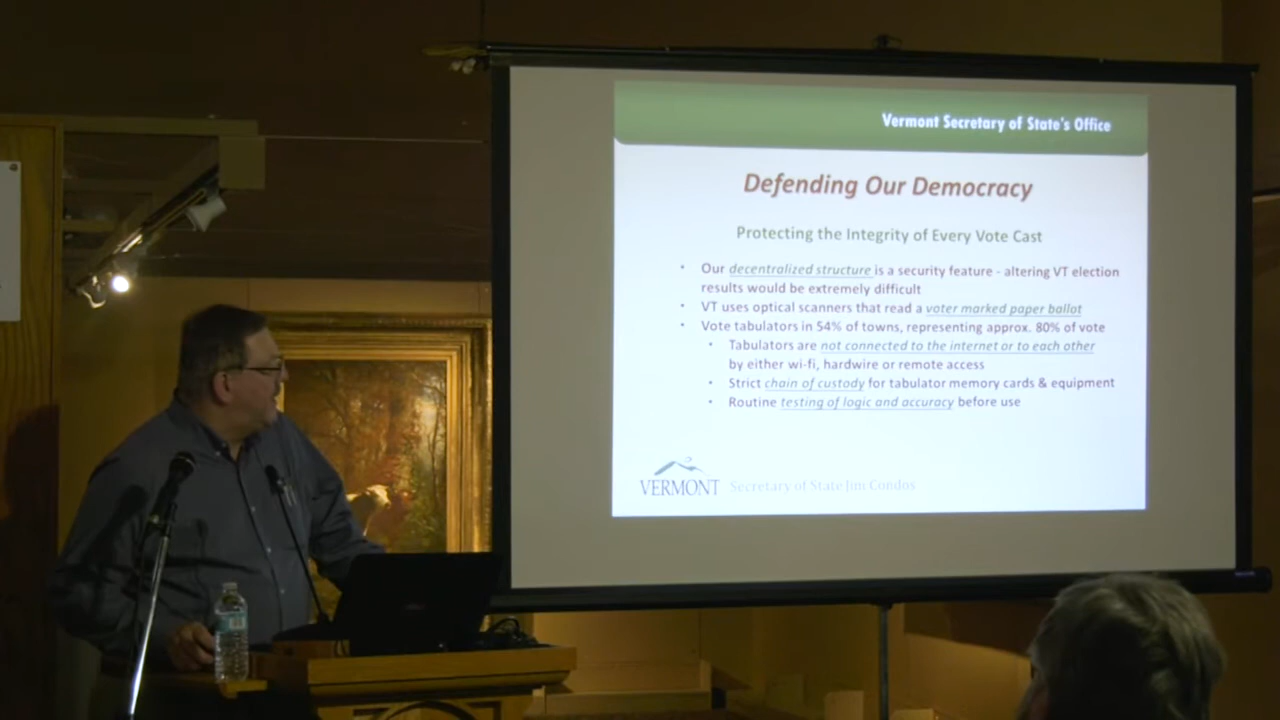 Vermont Secretary of State's Office
Defending Our Democracy
Protecting the Integrity of Every Vote Cast
• Our decentralized structure is a security feature - altering VT election
results would be extremely difficult
• VT uses optical scanners that read a voter marked paper ballot
• Vote tabulators in 54% of towns, representing approx. 80% of vote
• Tabulators are not connected to the internet or to each other
by either wi-fi, hardwire or remote access
• Strict chain of custody for tabulator memory cards & equipment
• Routine testing of logic and accuracy before use
VERMONT Secretary of State Jim Condos